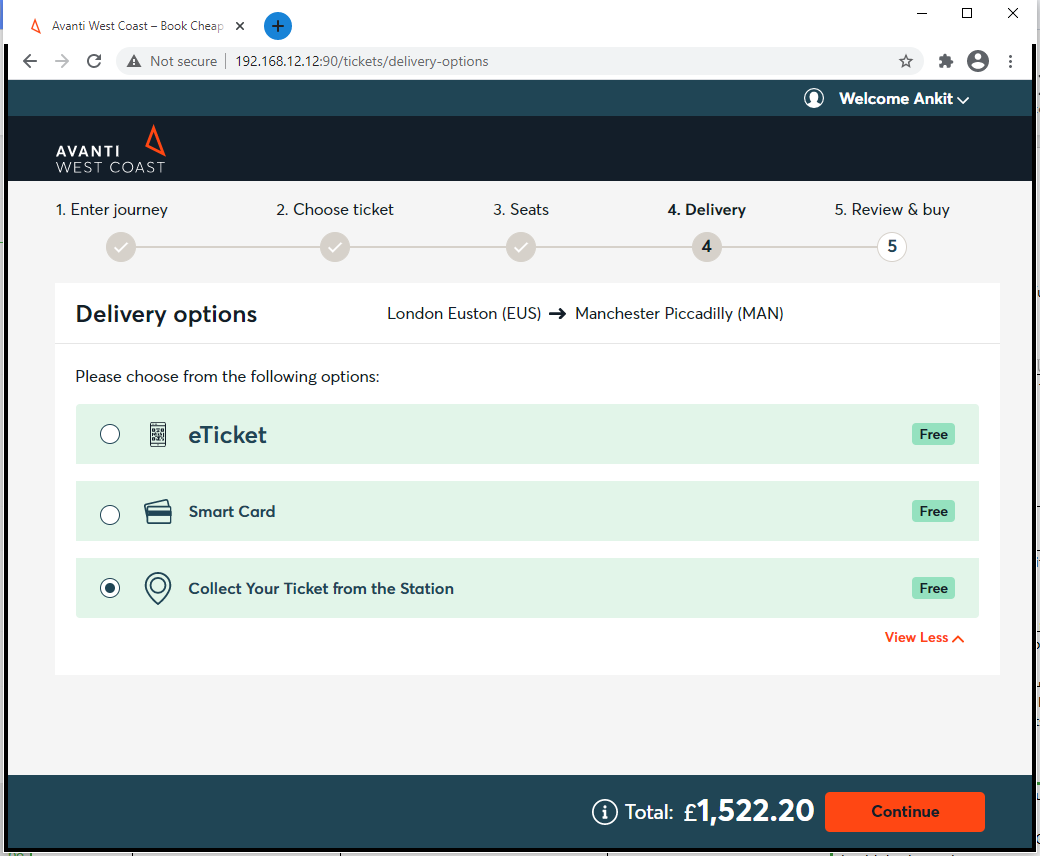 Avanti West Coast – Book Cheap
Not secure | 192.168.12.12:90/tickets/delivery-options
Welcome Ankit
AVANTI
WEST COAST
1. Enter journey 2. Choose ticket 3. Seats 4. Delivery 5. Review & buy
4 5
Delivery options London Euston (EUS) → Manchester Piccadilly (MAN)
Please choose from the following options:
eTicket Free
Smart Card Free
Collect Your Ticket from the Station Free
View Less
Total: £1,522.20 Continue